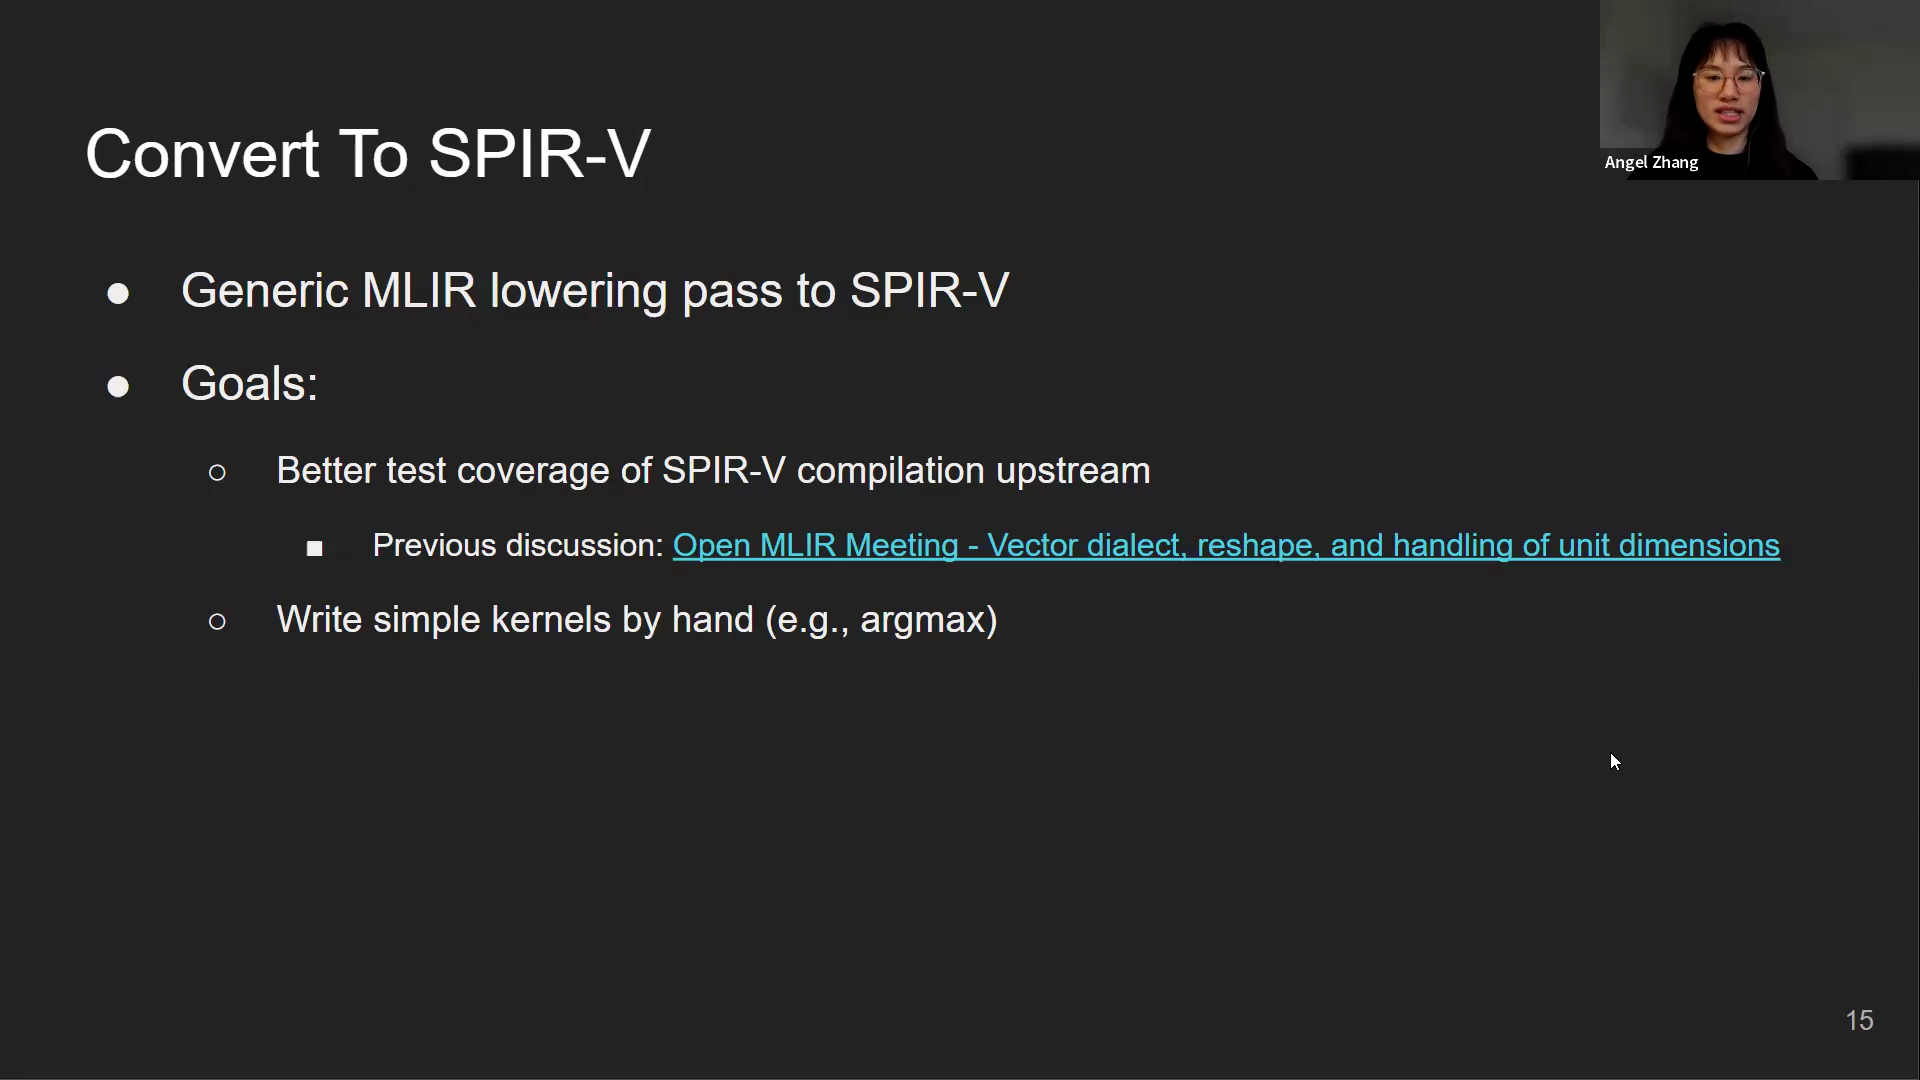 Angel Zhang
Convert To SPIR-V
● Generic MLIR lowering pass to SPIR-V
● Goals:
○ Better test coverage of SPIR-V compilation upstream
■ Previous discussion: Open MLIR Meeting - Vector dialect, reshape, and handling of unit dimensions
○ Write simple kernels by hand (e.g., argmax)
15